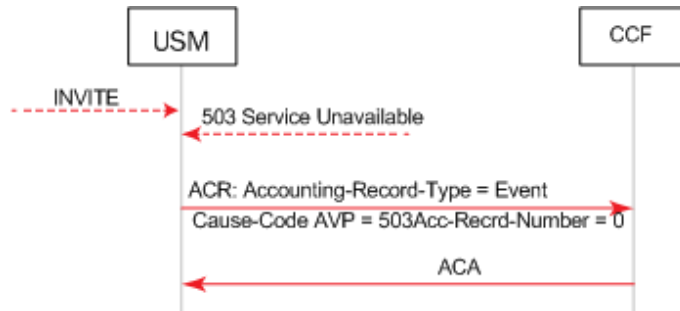 USM
CCF
INVITE
503 Service Unavailable
ACR: Accounting-Record-Type = Event
Cause-Code AVP = 503Acc-Recrd-Number = 0
ACA